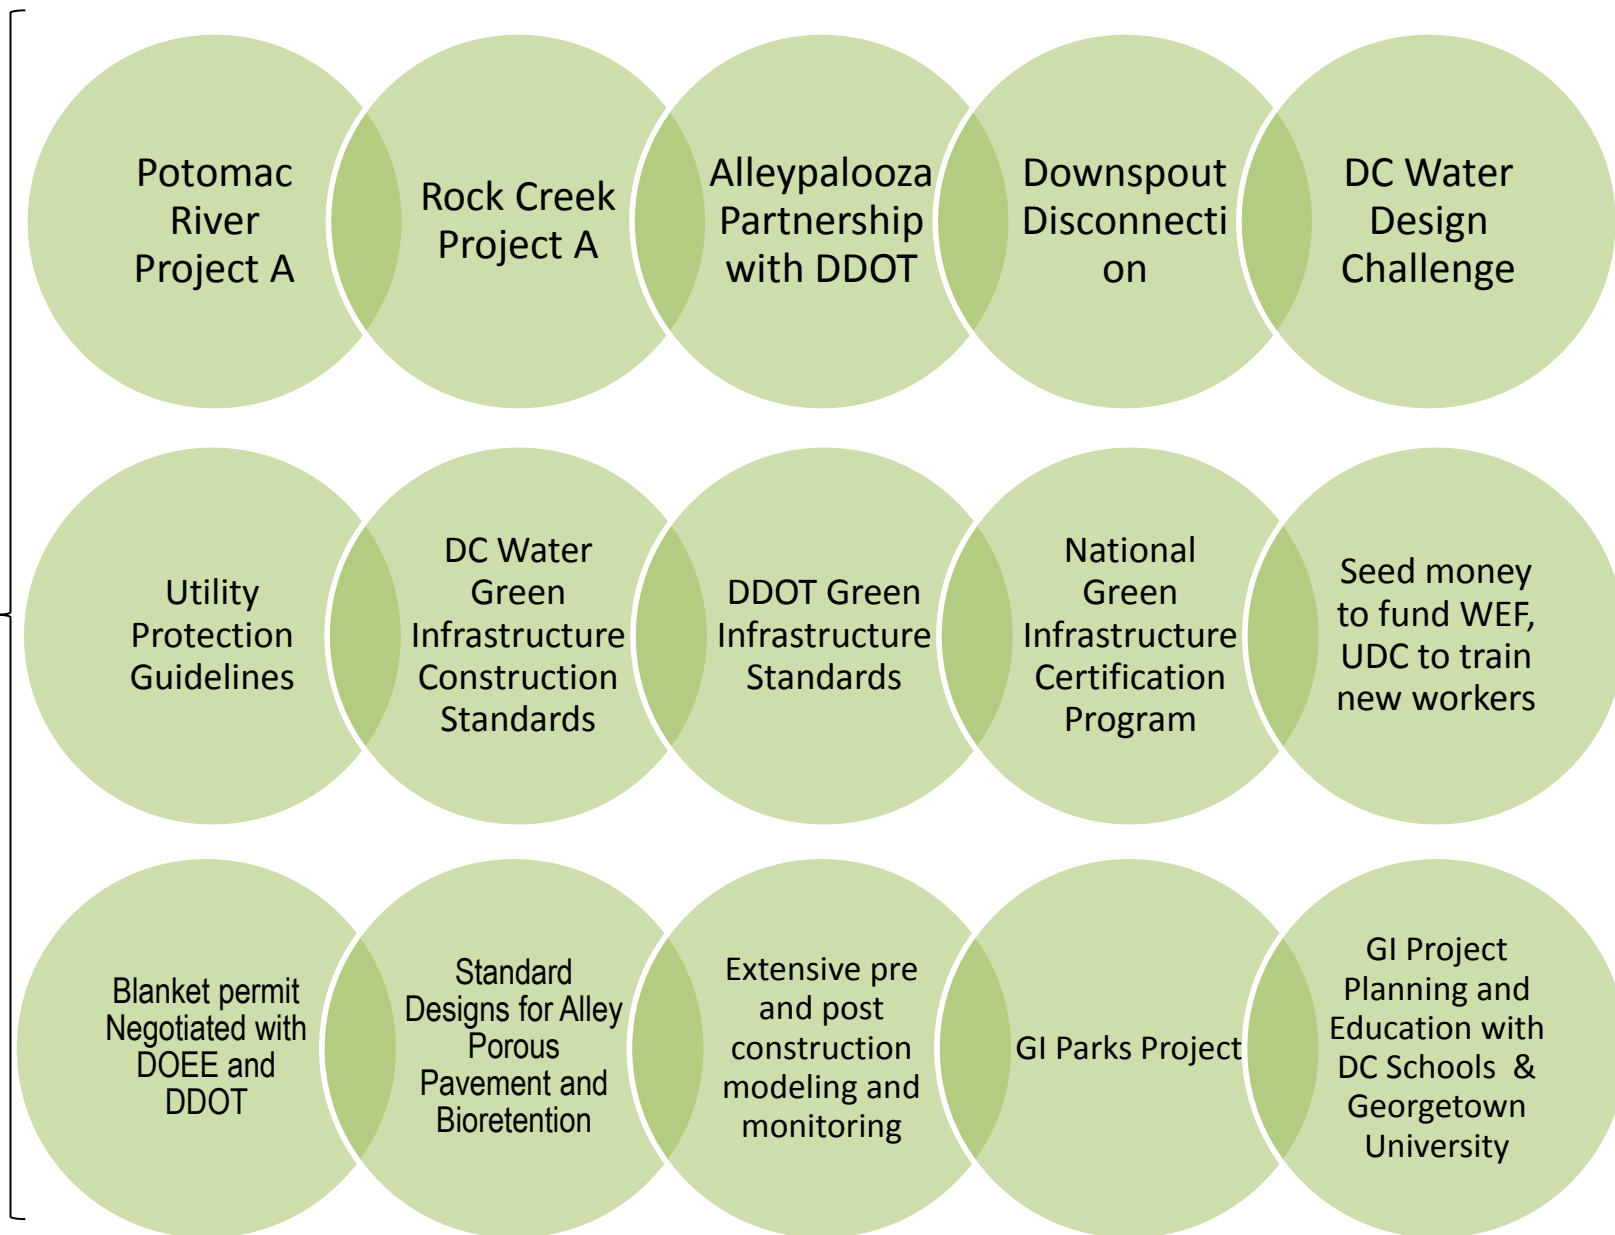 Potomac
River
Project A
Rock Creek
Project A
Alleypalooza
Partnership
with DDOT
Downspout
Disconnecti
on
DC Water
Design
Challenge
Utility
Protection
Guidelines
DC Water
Green
Infrastructure
Construction
Standards
DDOT Green
Infrastructure
Standards
National
Green
Infrastructure
Certification
Program
Seed money
to fund WEF,
UDC to train
new workers
Blanket permit
Negotiated with
DOEE and
DDOT
Standard
Designs for Alley
Porous
Pavement and
Bioretention
Extensive pre
and post
construction
modeling and
monitoring
GI Parks Project
GI Project
Planning and
Education with
DC Schools &
Georgetown
University